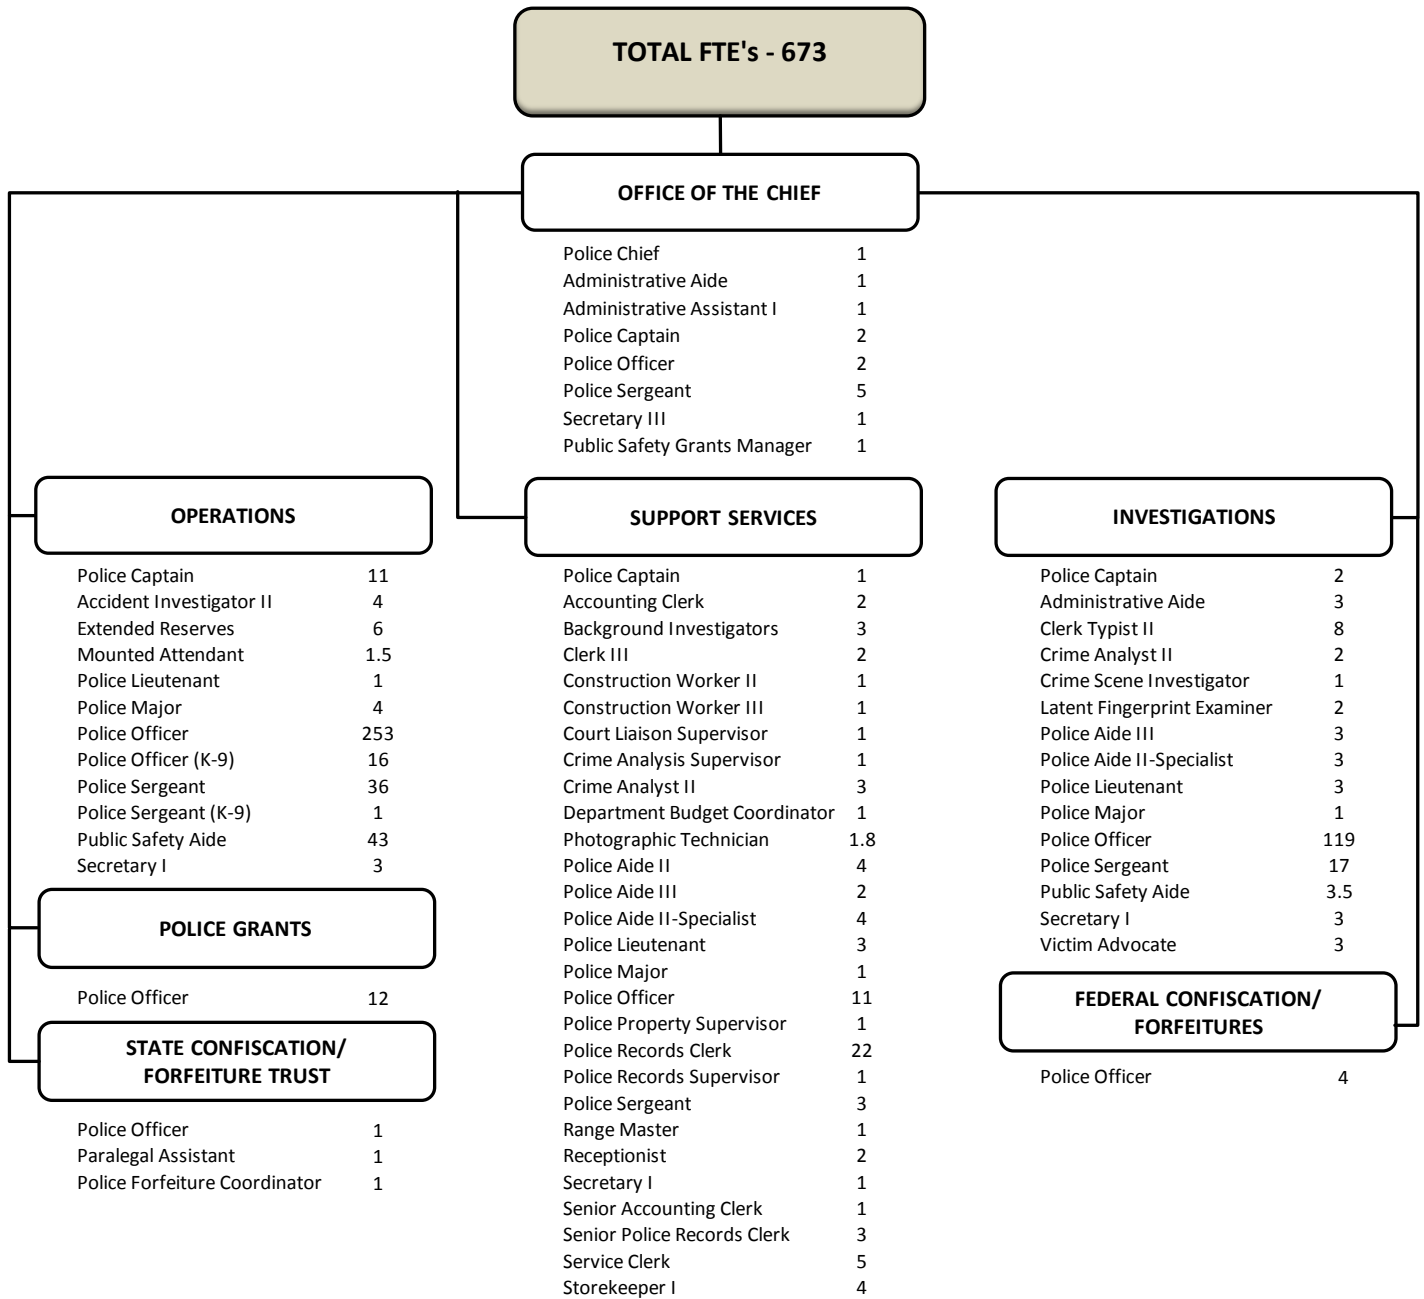 TOTAL FTE's - 673
OFFICE OF THE CHIEF
Police Chief 1
Administrative Aide 1
Administrative Assistant I 1
Police Captain 2
Police Officer 2
Police Sergeant 5
Secretary III 1
Public Safety Grants Manager 1
OPERATIONS
Police Captain 11
Accident Investigator II 4
Extended Reserves 6
Mounted Attendant 1.5
Police Lieutenant 1
Police Major 4
Police Officer 253
Police Officer (K-9) 16
Police Sergeant 36
Police Sergeant (K-9) 1
Public Safety Aide 43
Secretary I 3
POLICE GRANTS
Police Officer 12
STATE CONFISCATION/
FORFEITURE TRUST
Police Officer 1
Paralegal Assistant 1
Police Forfeiture Coordinator 1
SUPPORT SERVICES
Police Captain 1
Accounting Clerk 2
Background Investigators 3
Clerk III 2
Construction Worker II 1
Construction Worker III 1
Court Liaison Supervisor 1
Crime Analysis Supervisor 1
Crime Analyst II 3
Department Budget Coordinator 1
Photographic Technician 1.8
Police Aide II 4
Police Aide III 2
Police Aide II-Specialist 4
Police Lieutenant 3
Police Major 1
Police Officer 11
Police Property Supervisor 1
Police Records Clerk 22
Police Records Supervisor 1
Police Sergeant 3
Range Master 1
Receptionist 2
Secretary I 1
Senior Accounting Clerk 1
Senior Police Records Clerk 3
Service Clerk 5
Storekeeper I 4
INVESTIGATIONS
Police Captain 2
Administrative Aide 3
Clerk Typist II 8
Crime Analyst II 2
Crime Scene Investigator 1
Latent Fingerprint Examiner 2
Police Aide III 3
Police Aide II-Specialist 3
Police Lieutenant 3
Police Major 1
Police Officer 119
Police Sergeant 17
Public Safety Aide 3.5
Secretary I 3
Victim Advocate 3
FEDERAL CONFISCATION/
FORFEITURES
Police Officer 4